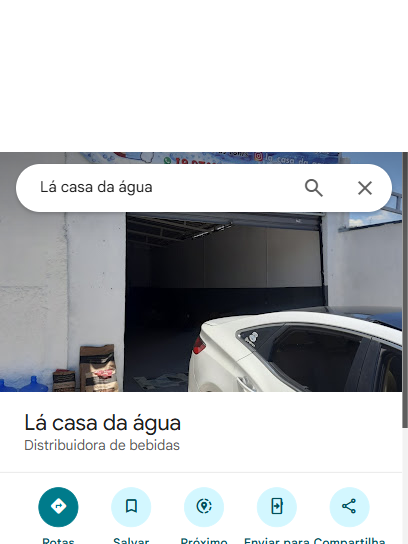 Lá casa da água
Lá casa da água
Distribuidora de bebidas
Rotas
Salvar
Próximo
Enviar para
Compartilha